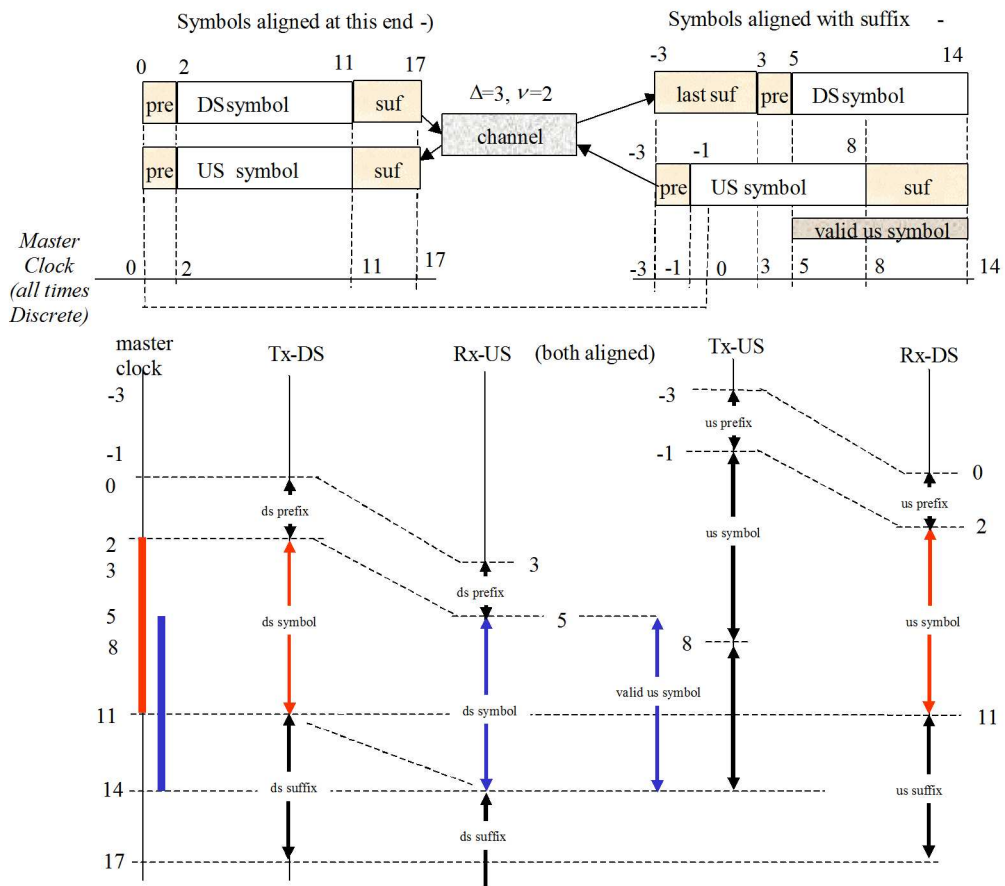 Symbols aligned at this end -)
Symbols aligned with suffix -
0 2 11 17
pre DS symbol suf
Δ=3, ν=2
channel
-3 3 5 14
last suf pre DS symbol
pre US symbol suf
-3 -1 8
pre US symbol suf
valid us symbol
Master
Clock
(all times
Discrete)
0 2 11 17
-3 -1 0 3 5 8 14
master
clock
Tx-DS
Rx-US
(both aligned)
Tx-US
Rx-DS
-3
-1
0
2
3
5
8
11
14
17
ds prefix
ds symbol
ds suffix
3
ds prefix
5
ds symbol
ds suffix
valid us symbol
-3
us prefix
-1
us symbol
8
0
us prefix
2
us symbol
11
us suffix